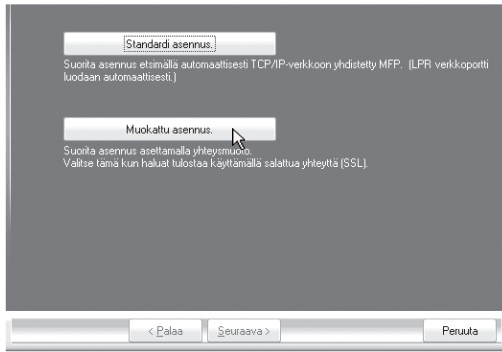 Standardi asennus.
Suorita asennus etsimällä automaattisesti TCP/IP-verkkoon yhdistetty MFP. (LPR verkkoportti
luodaan automaattisesti.)
Muokattu asennus.
Suorita asennus asettamalla yhteysmuoto.
Valitse tämä kun haluat tulostaa käyttämällä salattua yhteyttä (SSL).
< Palaa
Seuraava >
Peruuta